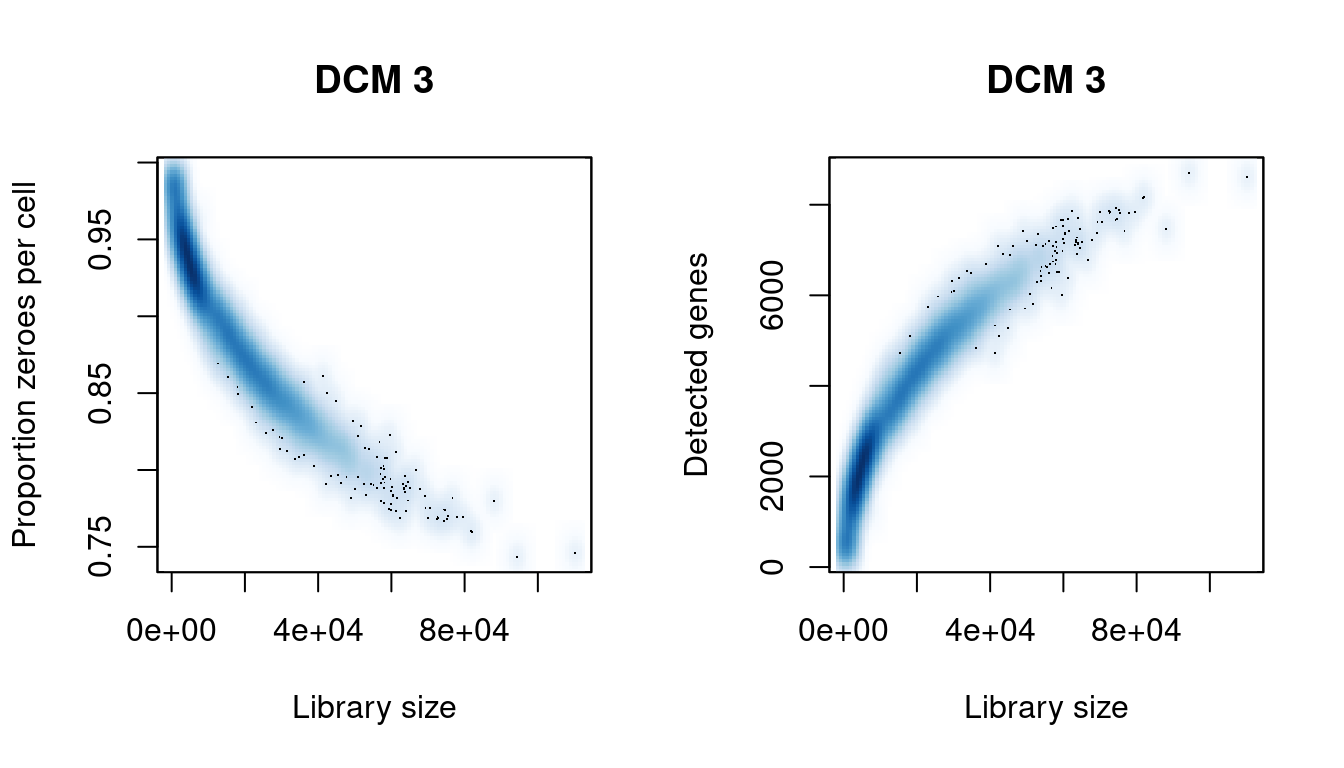 DCM 3
Proportion zeroes per cell
0.95
0.85
0.75
0e+00 4e+04 8e+04
Library size
DCM 3
Detected genes
6000
2000
0
0e+00 4e+04 8e+04
Library size